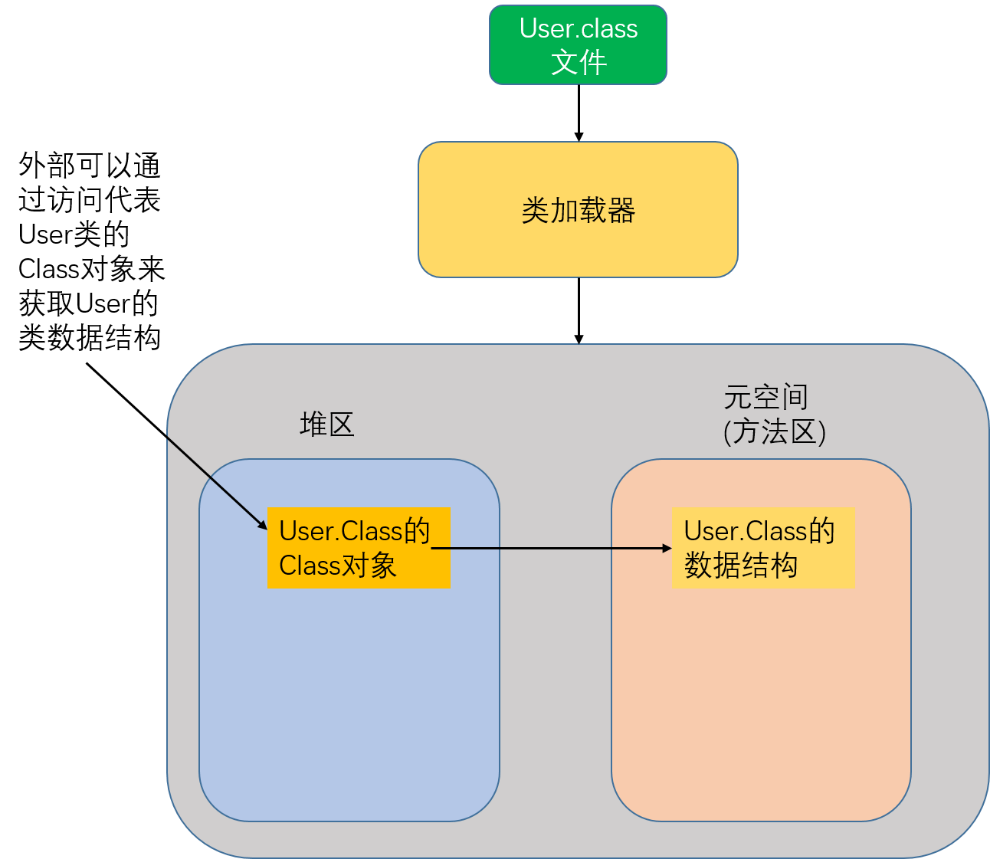 User.class
文件
类加载器
外部可以通
过访问代表
User类的
Class对象来
获取User的
类数据结构
堆区
元空间
(方法区)
User.Class的
Class对象
User.Class的
数据结构